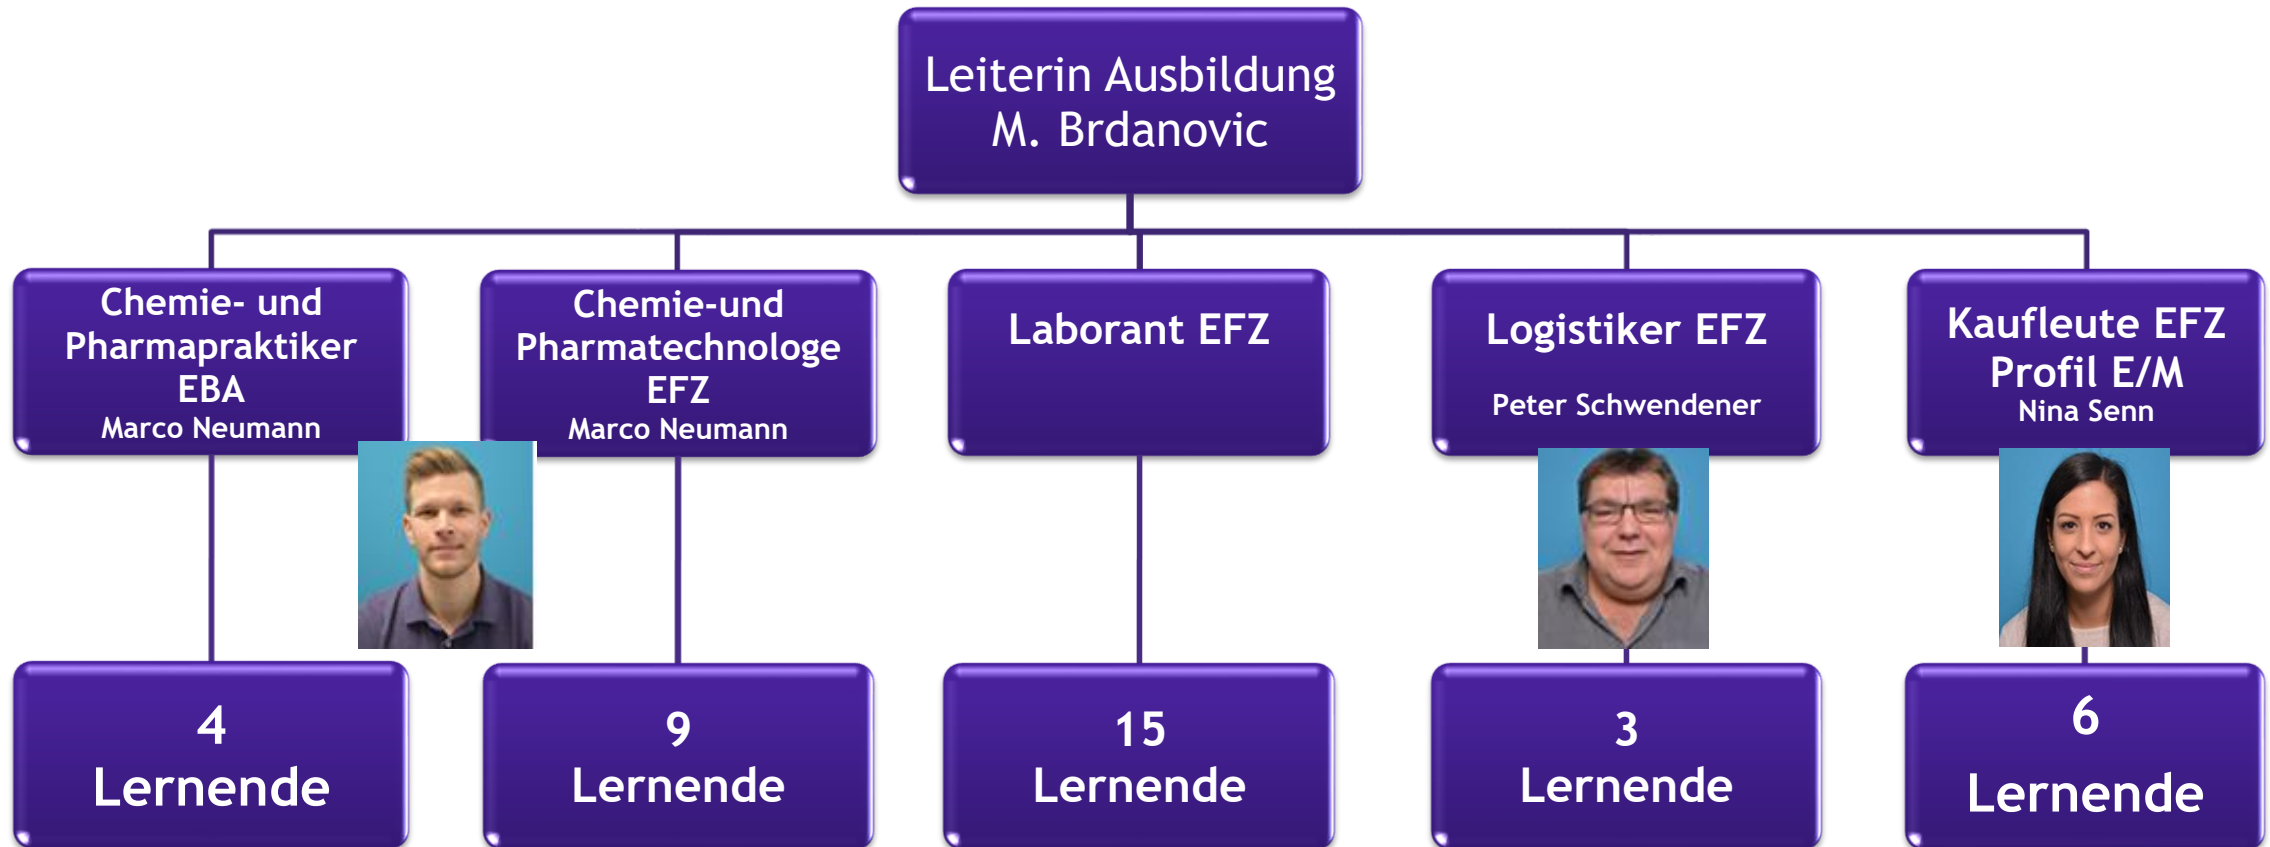 Leiterin Ausbildung
M. Brdanovic
Chemie- und
Pharmapraktiker
EBA
Marco Neumann
Chemie-und
Pharmatechnologe
EFZ
Marco Neumann
Laborant EFZ
Logistiker EFZ
Peter Schwendener
Kaufleute EFZ
Profil E/M
Nina Senn
4
Lernende
9
Lernende
15
Lernende
3
Lernende
6
Lernende